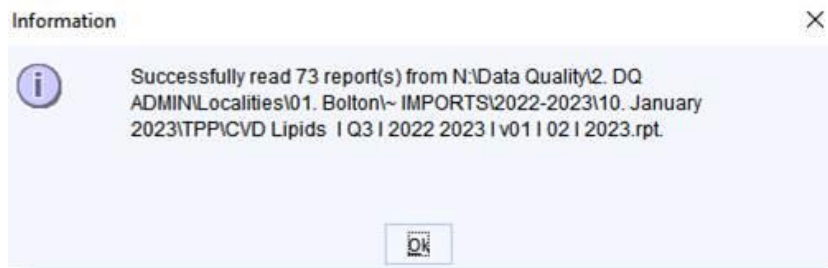 Information
Successfully read 73 report(s) from N:\Data Quality\2. DQ
ADMIN\Localities\01. Bolton\~ IMPORTS\2022-2023\10. January
2023\TPP\CVD Lipids  I Q3 I 2022 2023 I v01 I 02 I 2023.rpt.
Ok